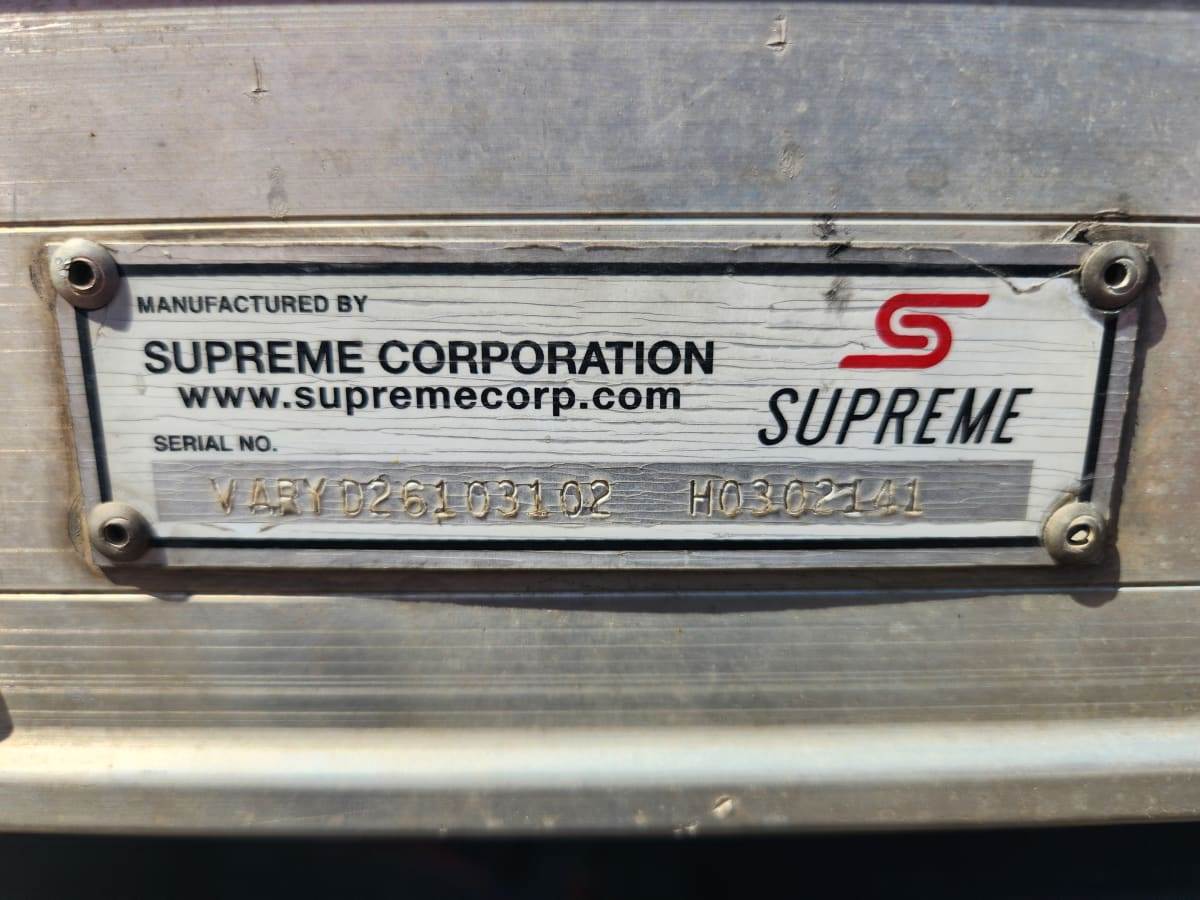 MANUFACTURED BY
SUPREME CORPORATION
www.supremecorp.com
SUPREME
SERIAL NO.
VARYD26103102 H0302141